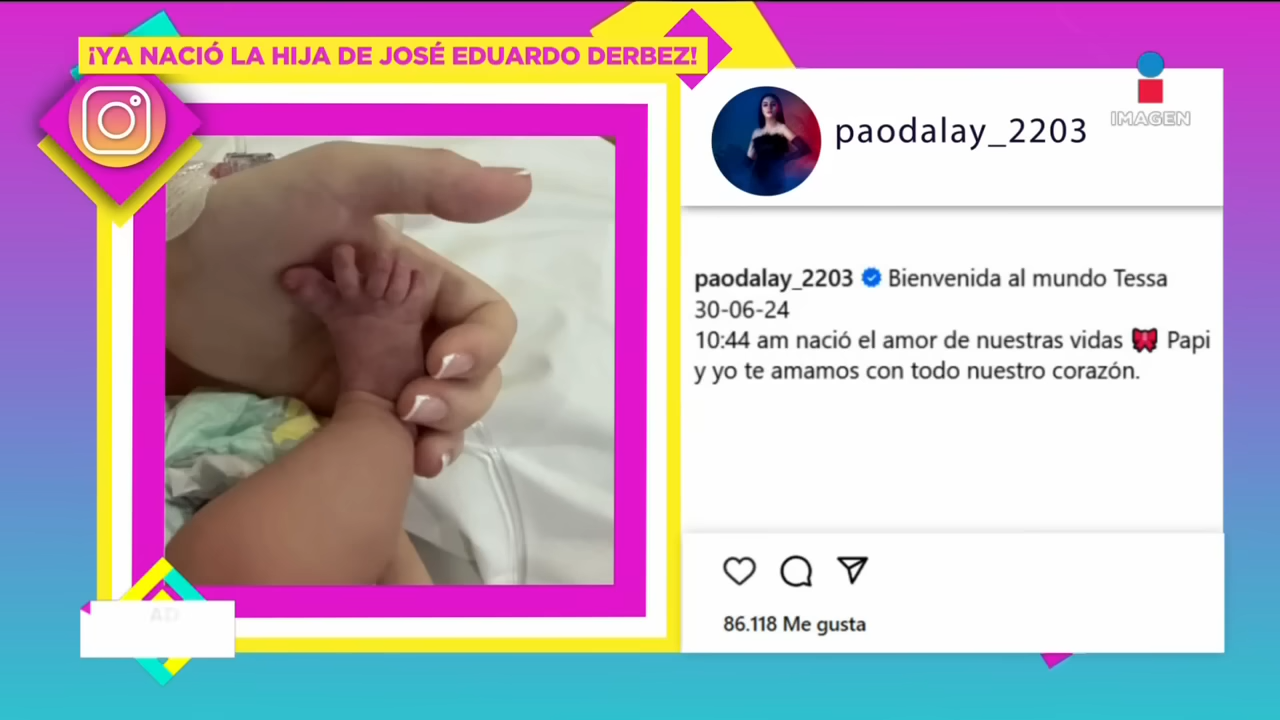 ¡YA NACIÓ LA HIJA DE JOSÉ EDUARDO DERBEZ!
IMAGEN
paodalay_2203
paodalay_2203 Bienvenida al mundo Tessa
30-06-24
10:44 am nació el amor de nuestras vidas 🎀 Papi
y yo te amamos con todo nuestro corazón.
86.118 Me gusta
AD